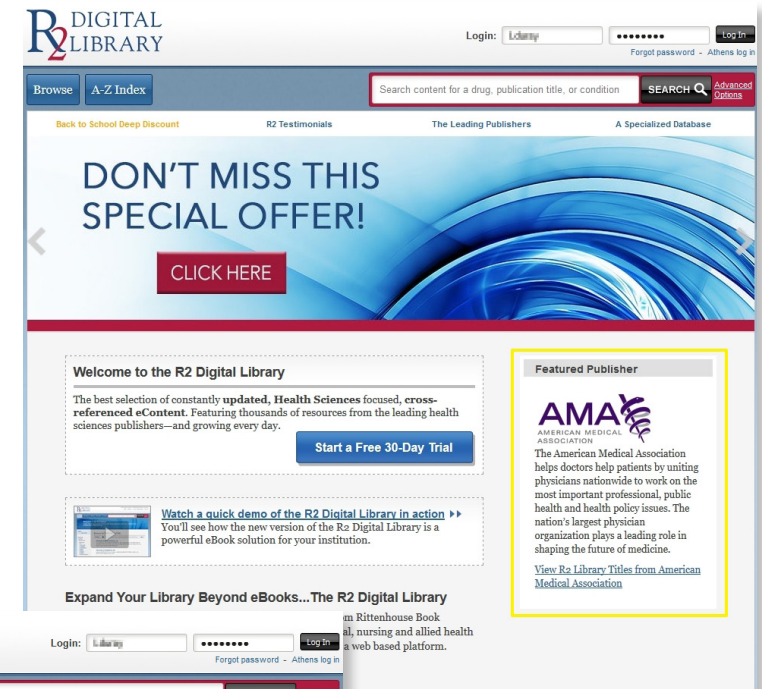 R2 DIGITAL
LIBRARY
Login: Log In
Forgot password - Athens log in
Browse A-Z Index Search content for a drug, publication title, or condition SEARCH Advanced
Options
Back to School Deep Discount R2 Testimonials The Leading Publishers A Specialized Database
DON'T MISS THIS
SPECIAL OFFER!
CLICK HERE
Welcome to the R2 Digital Library
The best selection of constantly updated, Health Sciences focused, cross-
referenced eContent. Featuring thousands of resources from the leading health
sciences publishers—and growing every day.
Start a Free 30-Day Trial
Watch a quick demo of the R2 Digital Library in action
You'll see how the new version of the R2 Digital Library is a
powerful eBook solution for your institution.
Expand Your Library Beyond eBooks...The R2 Digital Library
Rittenhouse Book
nursing and allied health
a web based platform.
Featured Publisher
AMA
AMERICAN MEDICAL
ASSOCIATION
The American Medical Association
helps doctors help patients by uniting
physicians nationwide to work on the
most important professional, public
health and health policy issues. The
nation's largest physician
organization plays a leading role in
shaping the future of medicine.
View R2 Library Titles from American
Medical Association
Login: Log In
Forgot password - Athens log in